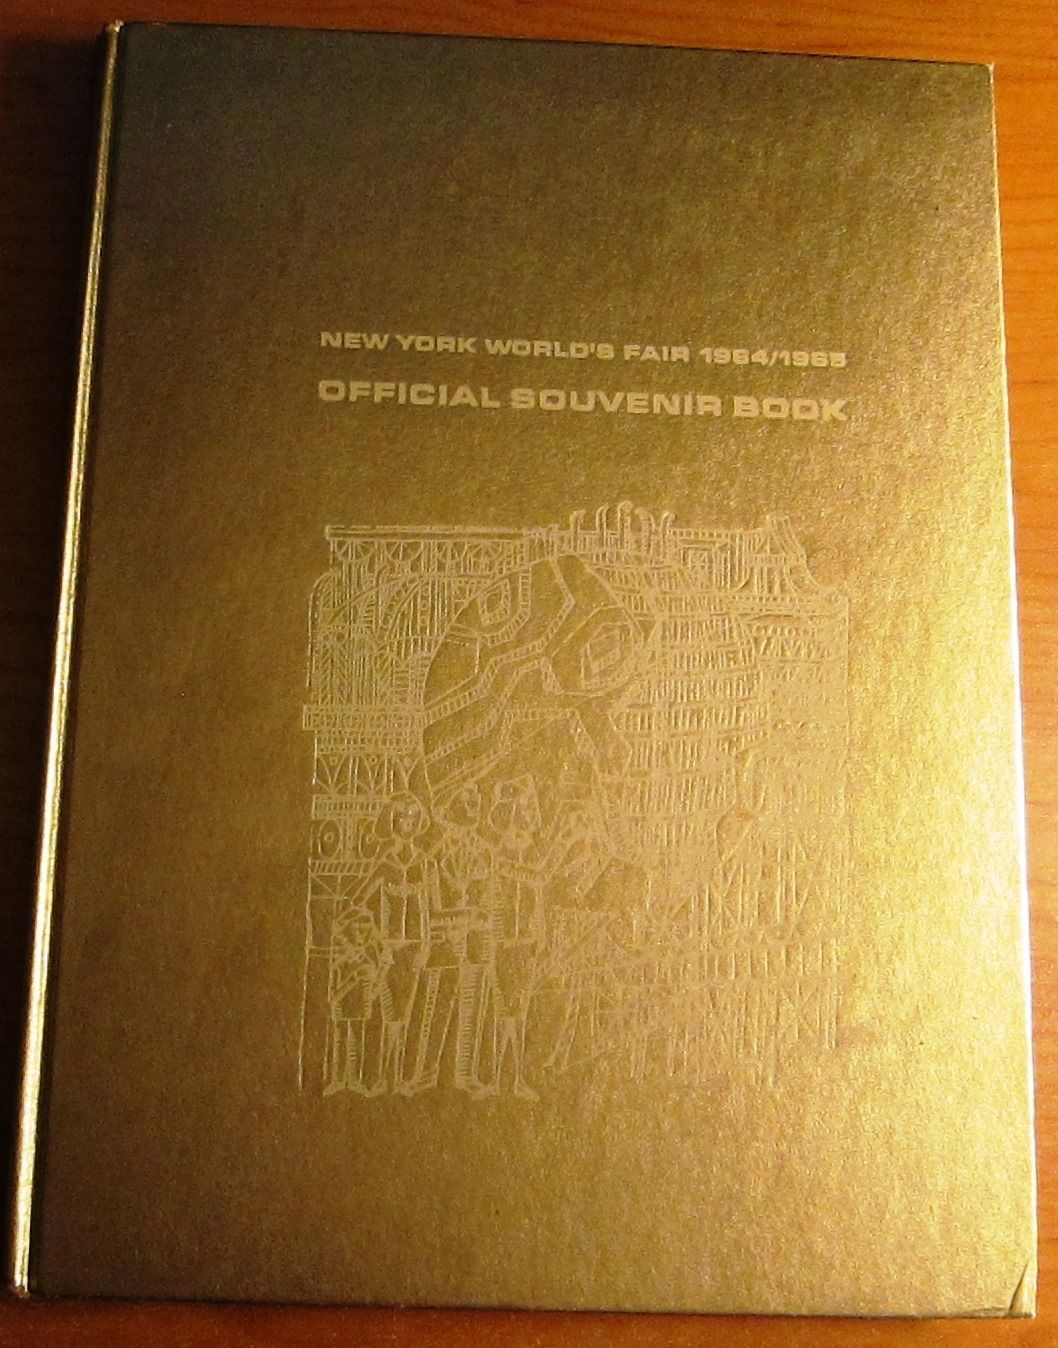 NEW YORK WORLD'S FAIR 1964/1965
OFFICIAL SOUVENIR BOOK